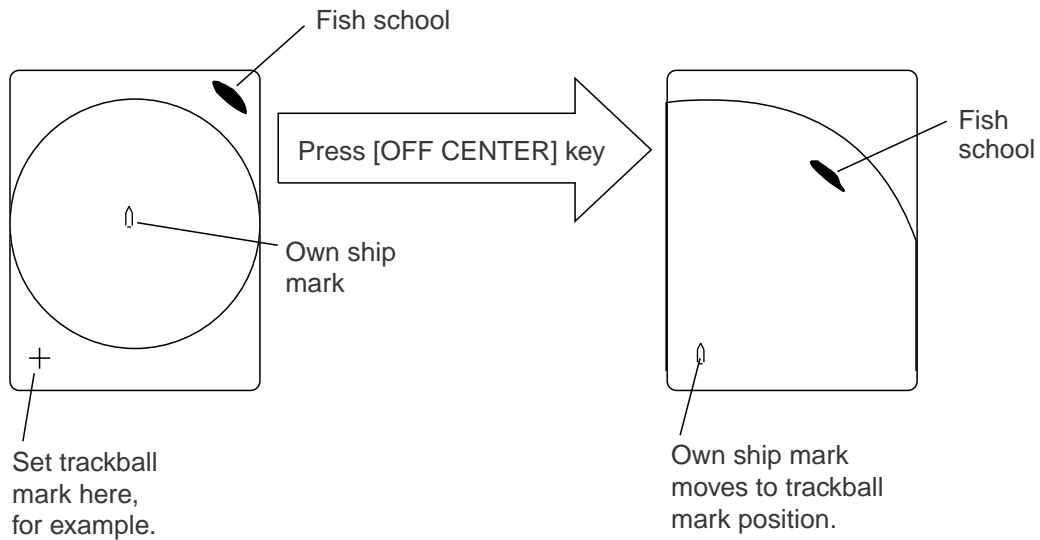 Fish school
Press [OFF CENTER] key
Fish
school
Own ship
mark
Set trackball
mark here,
for example.
Own ship mark
moves to trackball
mark position.